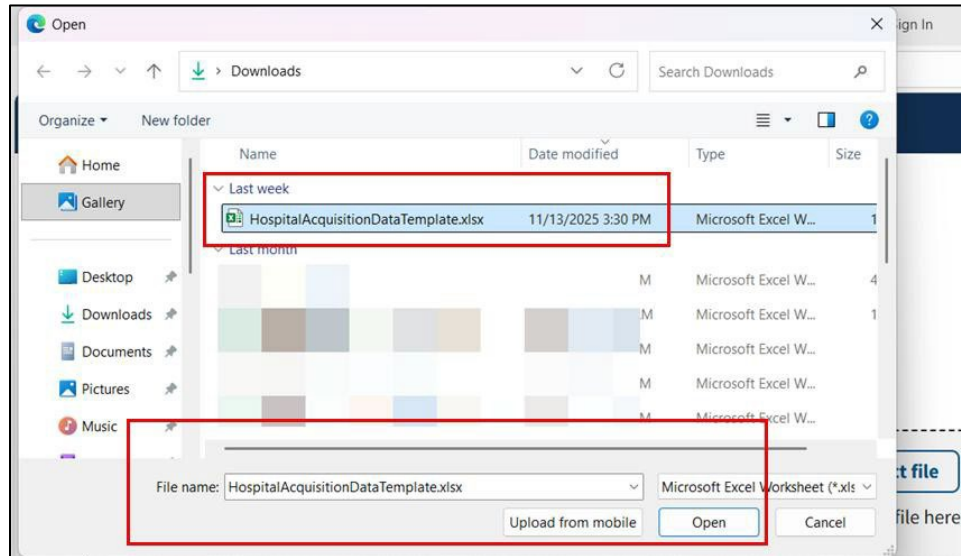 Open
ign In
Downloads
Search Downloads
Organize
New folder
Home
Gallery
Desktop
Downloads
Documents
Pictures
Music
Name Date modified Type Size
Last week
HospitalAcquisitionDataTemplate.xlsx 11/13/2025 3:30 PM Microsoft Excel W... 1
Last month
M Microsoft Excel W... 4
M Microsoft Excel W... 1
M Microsoft Excel W...
M Microsoft Excel W...
M Microsoft Excel W...
File name: HospitalAcquisitionDataTemplate.xlsx Microsoft Excel Worksheet (*.xls
Upload from mobile Open Cancel
ct file
file here